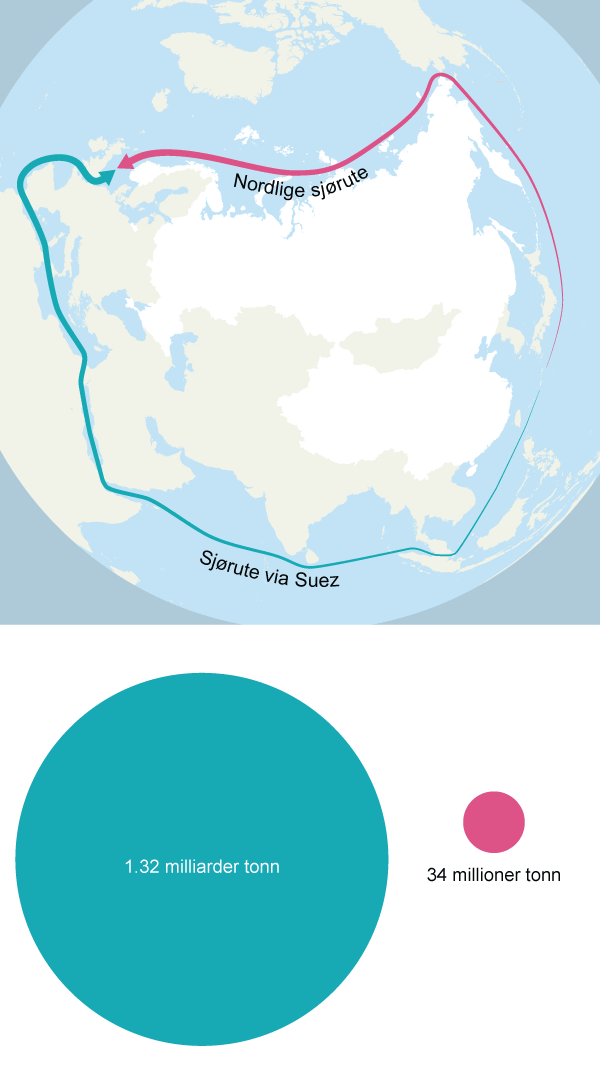 Nordlige sjørute
Sjørute via Suez
1.32 milliarder tonn
34 millioner tonn